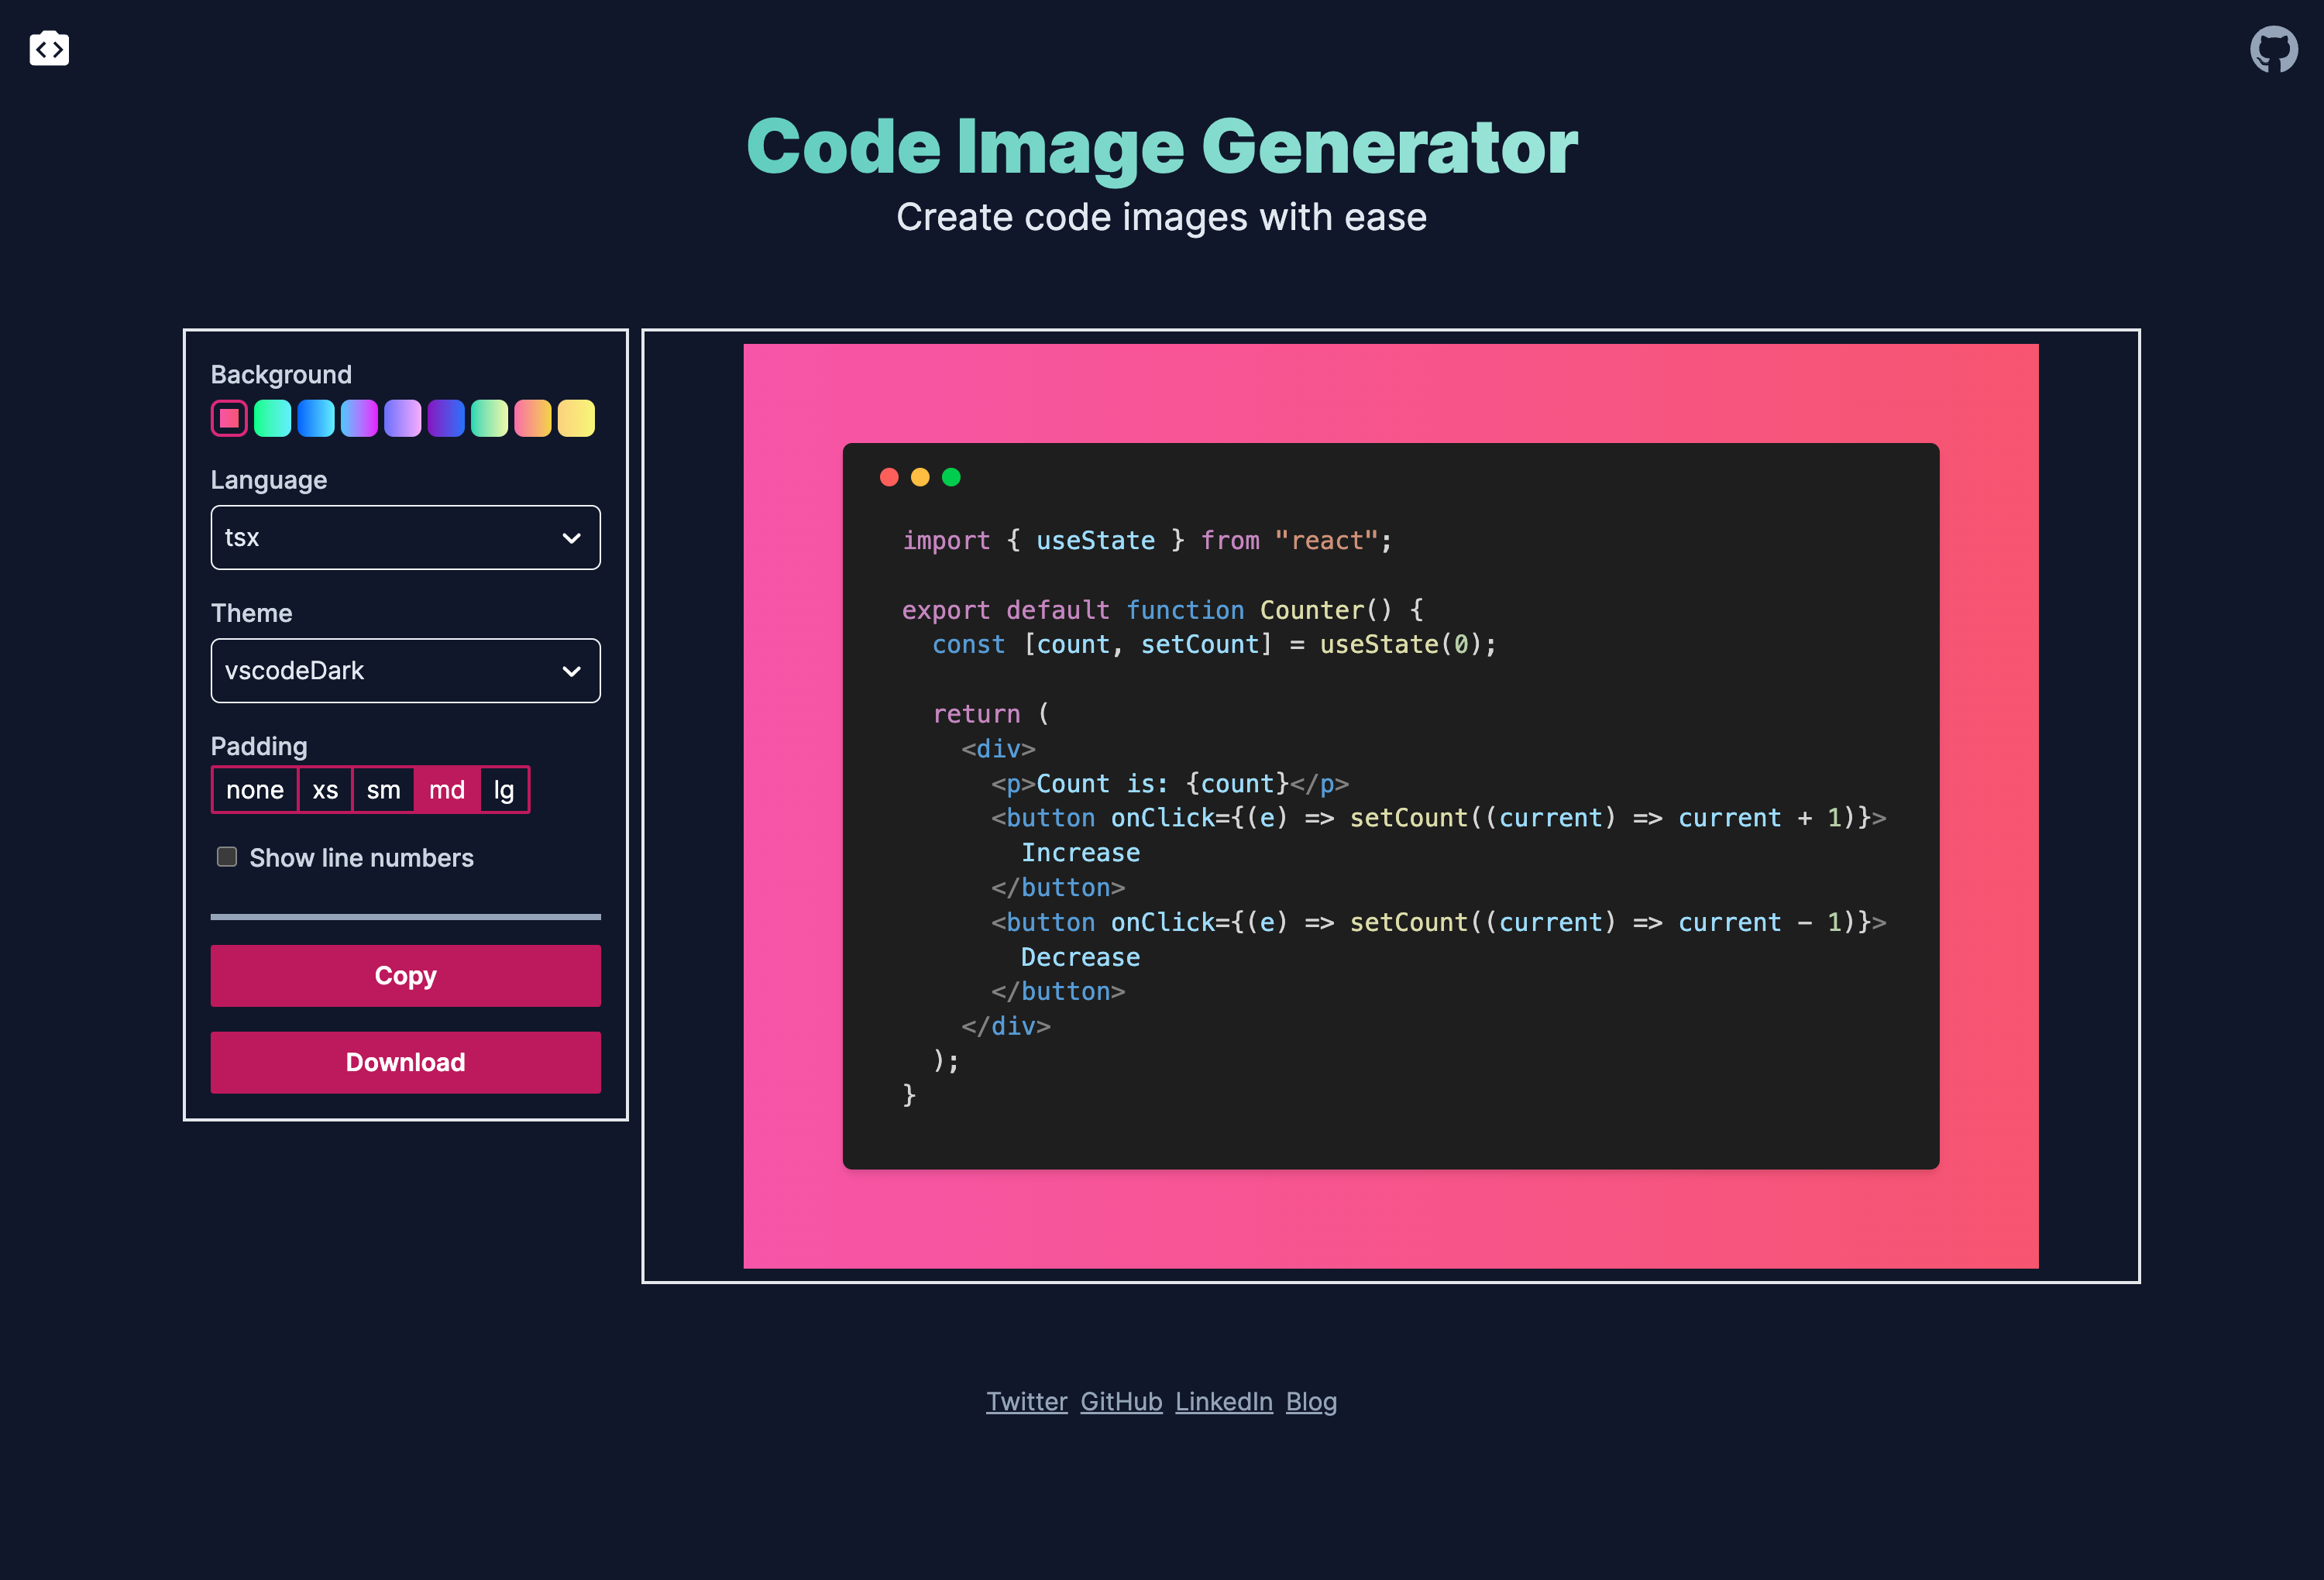 Code Image Generator
Create code images with ease
Background
Language
tsx
Theme
vscodeDark
Padding
none xs sm md lg
Show line numbers
Copy
Download
import { useState } from "react";
export default function Counter() {
  const [count, setCount] = useState(0);
  return (
    <div>
      <p>Count is: {count}</p>
      <button onClick={(e) => setCount((current) => current + 1)}>
        Increase
      </button>
      <button onClick={(e) => setCount((current) => current - 1)}>
        Decrease
      </button>
    </div>
  );
}
Twitter GitHub LinkedIn Blog